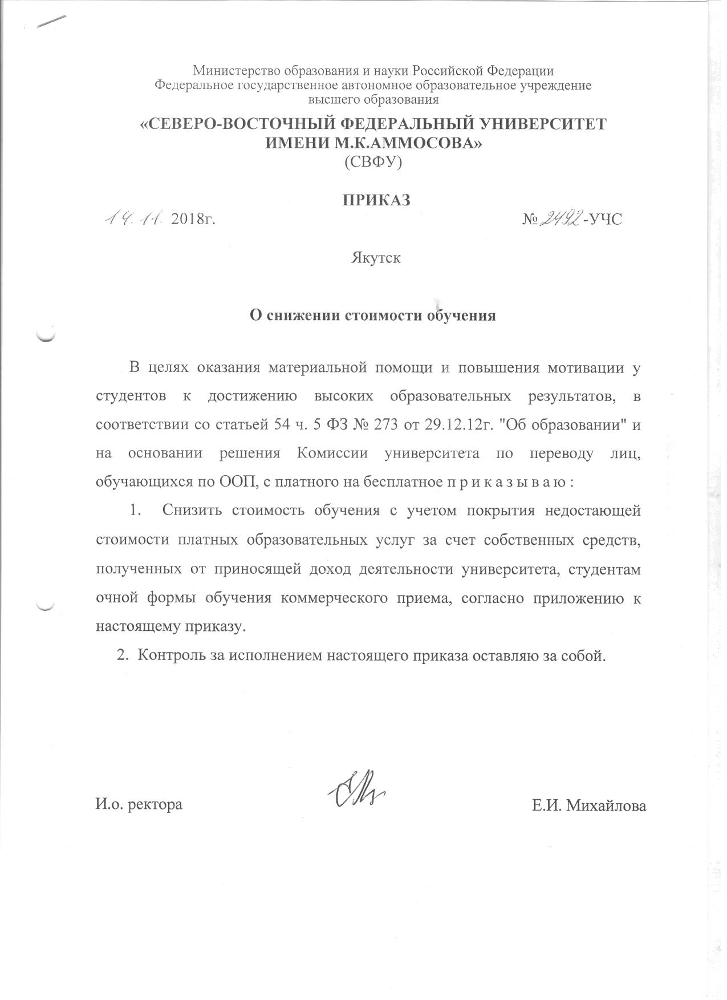 Министерство образования и науки Российской Федерации
Федеральное государственное автономное образовательное учреждение
высшего образования
«СЕВЕРО-ВОСТОЧНЫЙ ФЕДЕРАЛЬНЫЙ УНИВЕРСИТЕТ
ИМЕНИ М.К.АММОСОВА»
(СВФУ)
ПРИКАЗ
14.11. 2018г. № 2492-УЧС
Якутск
О снижении стоимости обучения
В целях оказания материальной помощи и повышения мотивации у
студентов к достижению высоких образовательных результатов, в
соответствии со статьей 54 ч. 5 ФЗ № 273 от 29.12.12г. "Об образовании" и
на основании решения Комиссии университета по переводу лиц,
обучающихся по ООП, с платного на бесплатное п р и к а з ы в а ю :
1. Снизить стоимость обучения с учетом покрытия недостающей
стоимости платных образовательных услуг за счет собственных средств,
полученных от приносящей доход деятельности университета, студентам
очной формы обучения коммерческого приема, согласно приложению к
настоящему приказу.
2. Контроль за исполнением настоящего приказа оставляю за собой.
И.о. ректора Е.И. Михайлова